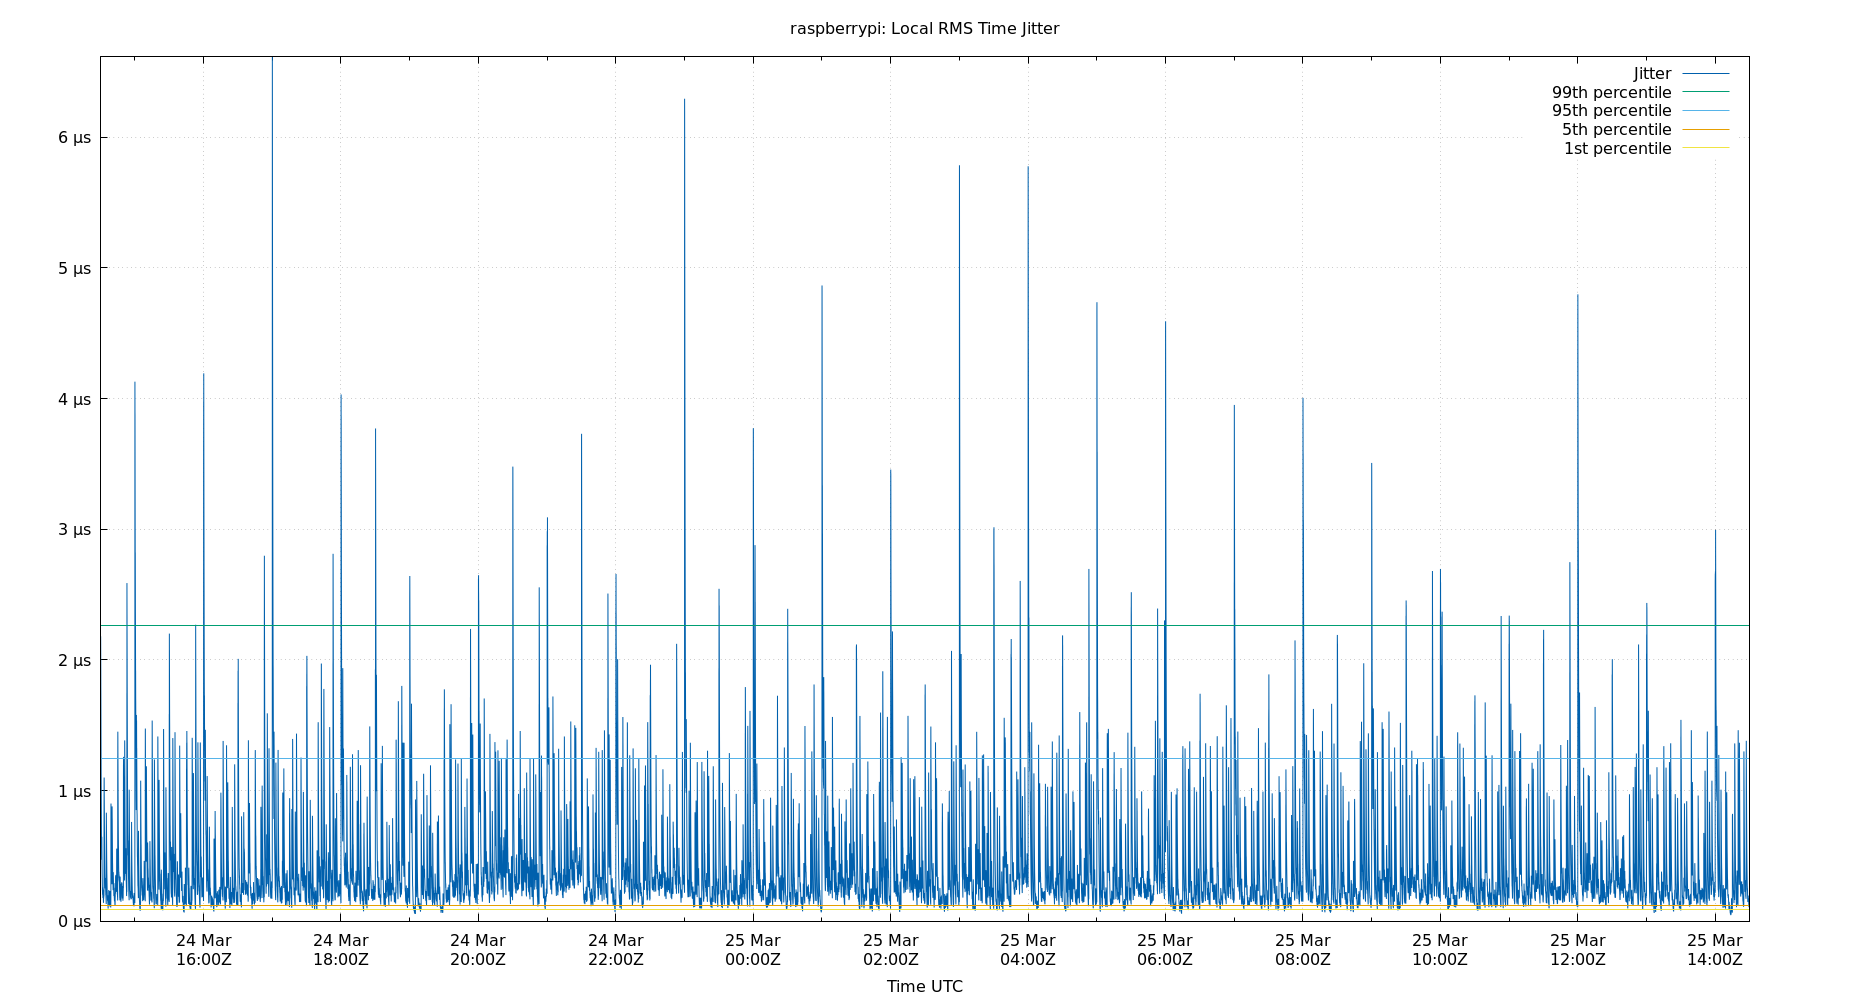 raspberrypi: Local RMS Time Jitter
Jitter
99th percentile
95th percentile
5th percentile
1st percentile
6 µs
5 µs
4 µs
3 µs
2 µs
1 µs
0 µs
24 Mar 24 Mar 24 Mar 24 Mar 25 Mar 25 Mar 25 Mar 25 Mar 25 Mar 25 Mar 25 Mar 25 Mar
16:00Z 18:00Z 20:00Z 22:00Z 00:00Z 02:00Z 04:00Z 06:00Z 08:00Z 10:00Z 12:00Z 14:00Z
Time UTC